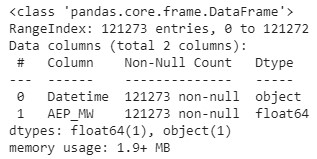 <class 'pandas.core.frame.DataFrame'>
RangeIndex: 121273 entries, 0 to 121272
Data columns (total 2 columns):
 #   Column    Non-Null Count   Dtype
---  ------    --------------   -----
 0   Datetime  121273 non-null  object
 1   AEP_MW    121273 non-null  float64
dtypes: float64(1), object(1)
memory usage: 1.9+ MB